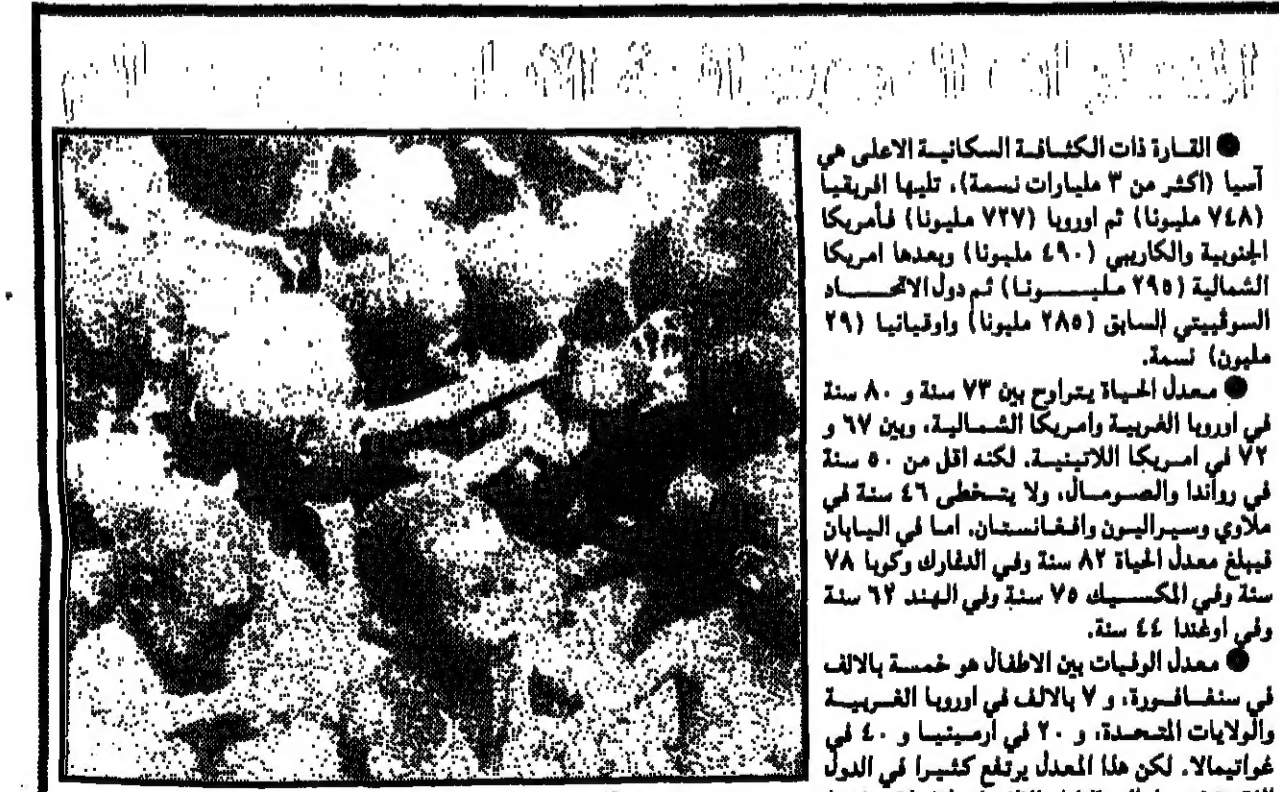 ● القارة ذات الكثافة السكانية الاعلى هي
آسيا (اكثر من ٣ مليارات نسمة)، تليها افريقيا
(٧٤٨ مليونا) ثم اوروبا (٧٢٧ مليونا) فأمريكا
الجنوبية والكاريبي (٤٩٠ مليونا) وبعدها امريكا
الشمالية (٢٩٥ مليونا) ثم دول الاتحاد
السوڤييتي السابق (٢٨٥ مليونا) واوقيانيا (٢٩
مليون) نسمة.
● معدل الحياة يتراوح بين ٧٣ سنة و ٨٠ سنة
في اوروبا الغربية وامريكا الشمالية، وبين ٦٧ و
٧٢ في امريكا اللاتينية. لكنه اقل من ٥٠ سنة
في رواندا والصومال، ولا يتخطى ٤٦ سنة في
ملاوي وسيراليون وافغانستان. اما في اليابان
فيبلغ معدل الحياة ٨٢ سنة وفي الدنمارك وكوبا ٧٨
سنة وفي المكسيك ٧٥ سنة وفي الهند ٦٢ سنة
وفي اوغندا ٤٤ سنة.
● معدل الوفيات بين الاطفال هو خمسة بالالف
في سنغافورة، و ٧ بالالف في اوروبا الغربية
والولايات المتحدة، و ٢٠ في أرمينيا و ٤٠ في
غواتيمالا. لكن هذا المعدل يرتفع كثيرا في الدول